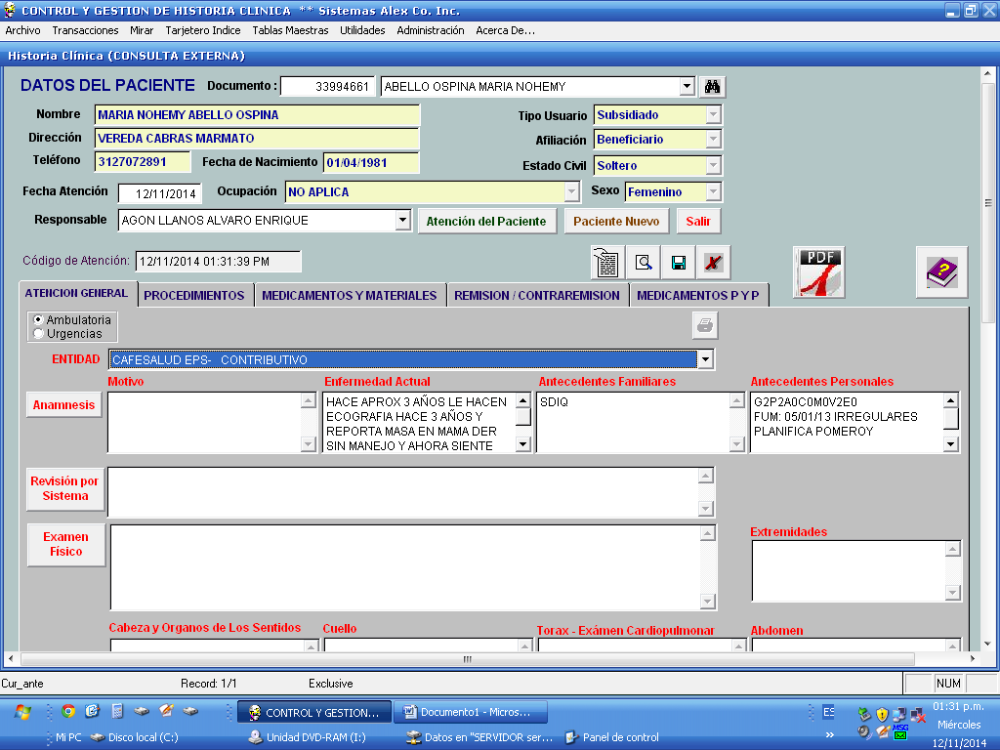 CONTROL Y GESTION DE HISTORIA CLINICA ** Sistemas Alex Co. Inc.
Archivo Transacciones Mirar Tarjetero Indice Tablas Maestras Utilidades Administración Acerca De...
Historia Clínica (CONSULTA EXTERNA)
DATOS DEL PACIENTE Documento : 33994661 ABELLO OSPINA MARIA NOHEMY
Nombre MARIA NOHEMY ABELLO OSPINA Tipo Usuario Subsidiado
Dirección VEREDA CABRAS MARMATO Afiliación Beneficiario
Teléfono 3127072891 Fecha de Nacimiento 01/04/1981 Estado Civil Soltero
Fecha Atención 12/11/2014 Ocupación NO APLICA Sexo Femenino
Responsable AGON LLANOS ALVARO ENRIQUE Atención del Paciente Paciente Nuevo Salir
Código de Atención: 12/11/2014 01:31:39 PM PDF ?
ATENCION GENERAL PROCEDIMIENTOS MEDICAMENTOS Y MATERIALES REMISION / CONTRAREMISION MEDICAMENTOS P Y P
Ambulatoria
Urgencias
ENTIDAD CAFESALUD EPS- CONTRIBUTIVO
Motivo Enfermedad Actual Antecedentes Familiares Antecedentes Personales
Anamnesis HACE APROX 3 AÑOS LE HACEN SDIQ G2P2A0C0M0V2E0
ECOGRAFIA HACE 3 AÑOS Y FUM: 05/01/13 IRREGULARES
REPORTA MASA EN MAMA DER PLANIFICA POMEROY
SIN MANEJO Y AHORA SIENTE
Revisión por
Sistema
Examen
Físico
Extremidades
Cabeza y Organos de Los Sentidos Cuello Torax - Exámen Cardiopulmonar Abdomen
Cur_ante Record: 1/1 Exclusive NUM
CONTROL Y GESTION... Documento1 - Micros... ES 01:31 p.m.
Miércoles
Mi PC Disco local (C:) Unidad DVD-RAM (I:) Datos en "SERVIDOR ser... Panel de control » MSG 12/11/2014